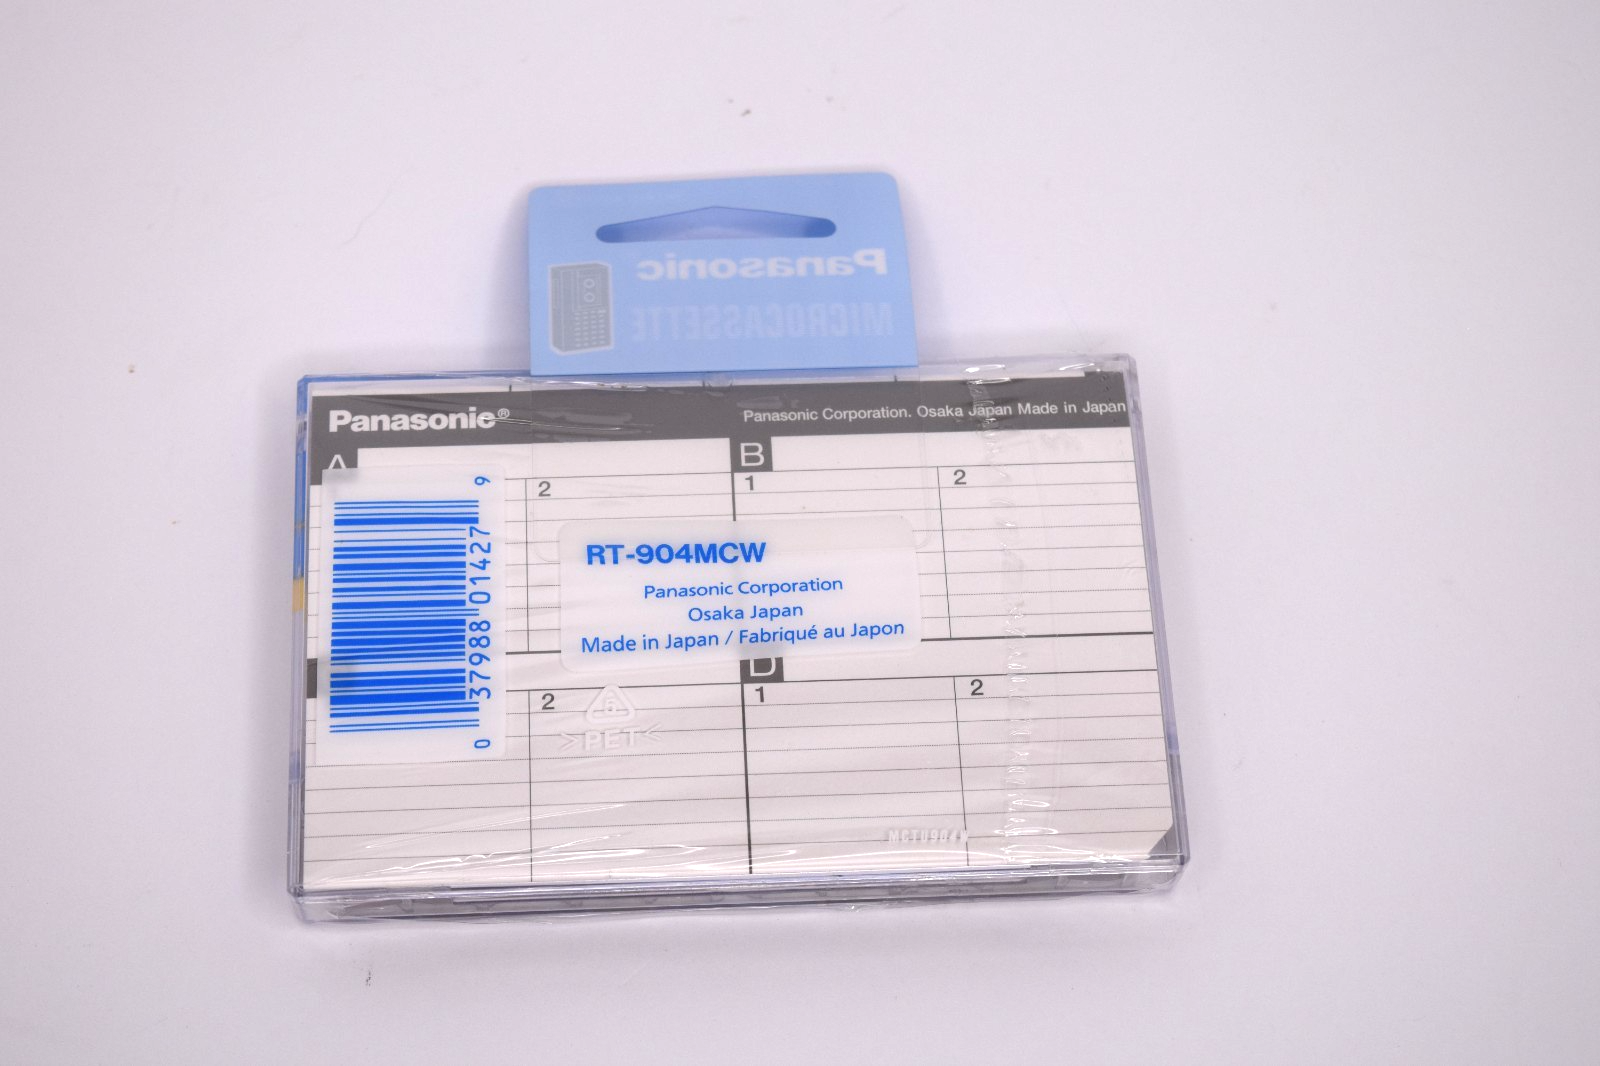 Panasonic
MICROCASSETTE
Panasonic®
Panasonic Corporation. Osaka Japan Made in Japan
A
B
2
1
2
RT-904MCW
Panasonic Corporation
Osaka Japan
Made in Japan / Fabriqué au Japon
0 37988 01427 9
D
2
1
2
>PET<